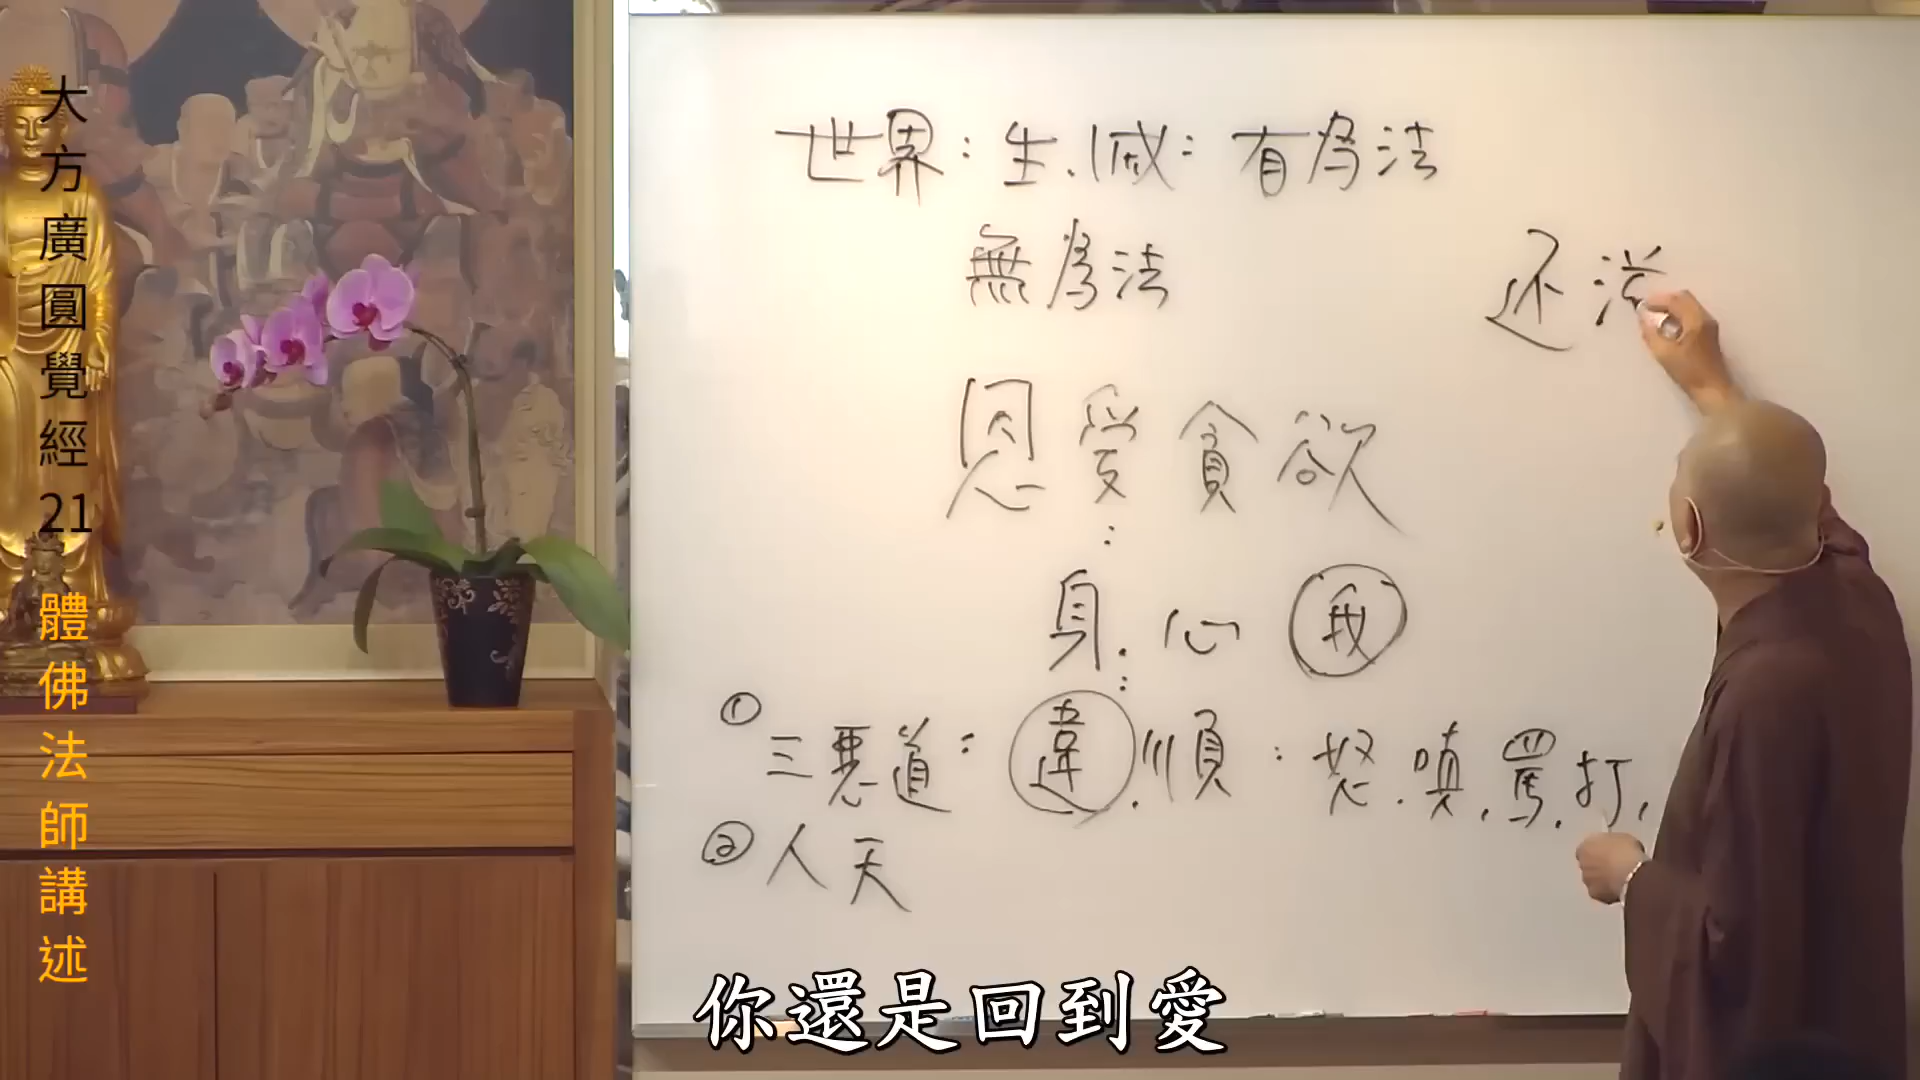 大方廣圓覺經21 體佛法師講述
世界：生.滅：有為法
無為法
还滋
恩愛貪欲
：
身.心 我
：
①三惡道：違.順：怒.嗔.罵.打.
②人天
你還是回到愛